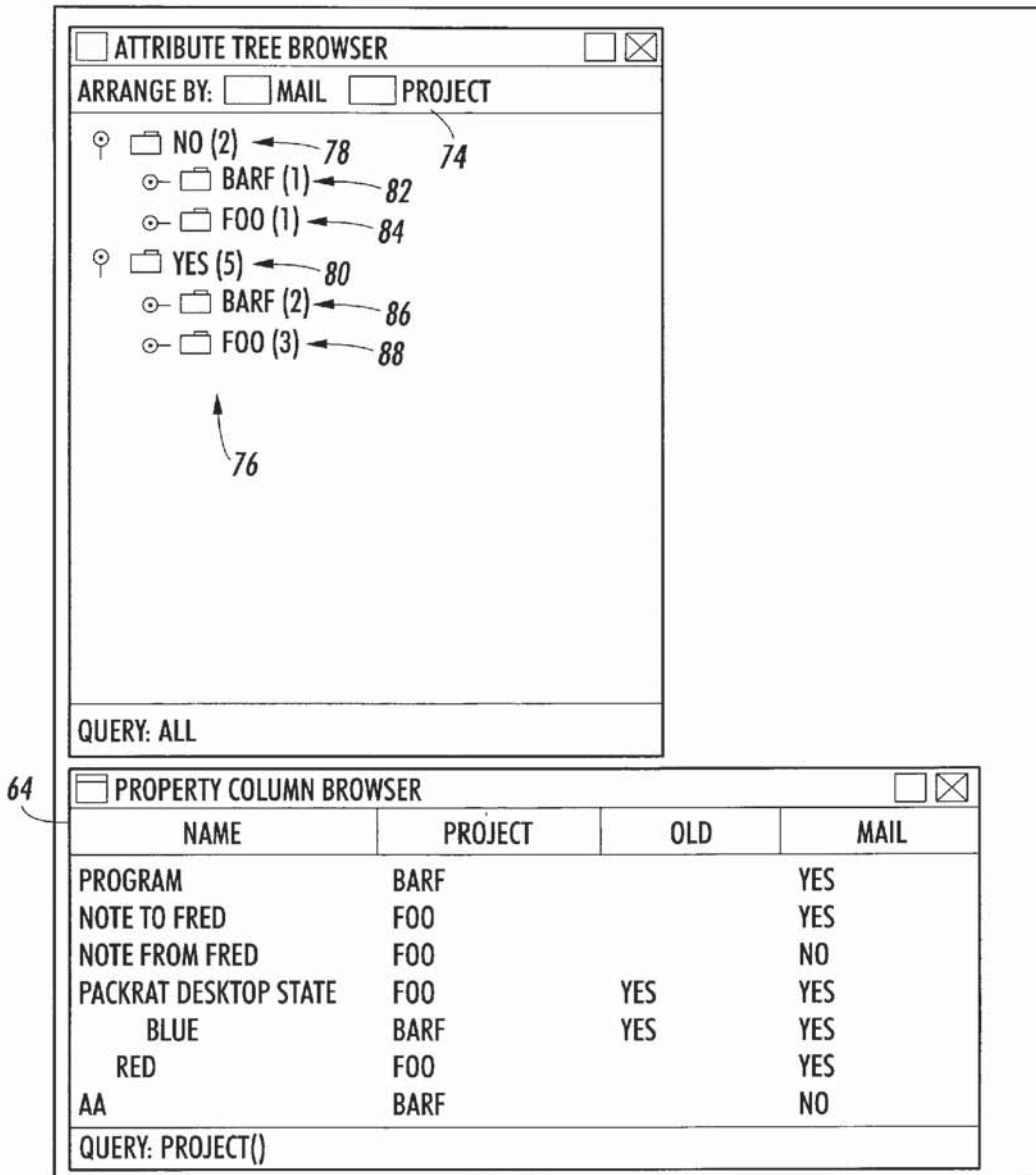 ATTRIBUTE TREE BROWSER
ARRANGE BY: MAIL PROJECT
74
NO (2) 78
BARF (1) 82
FOO (1) 84
YES (5) 80
BARF (2) 86
FOO (3) 88
76
QUERY: ALL
64
PROPERTY COLUMN BROWSER
NAME PROJECT OLD MAIL
PROGRAM BARF YES
NOTE TO FRED FOO YES
NOTE FROM FRED FOO NO
PACKRAT DESKTOP STATE FOO YES YES
BLUE BARF YES YES
RED FOO YES
AA BARF NO
QUERY: PROJECT()